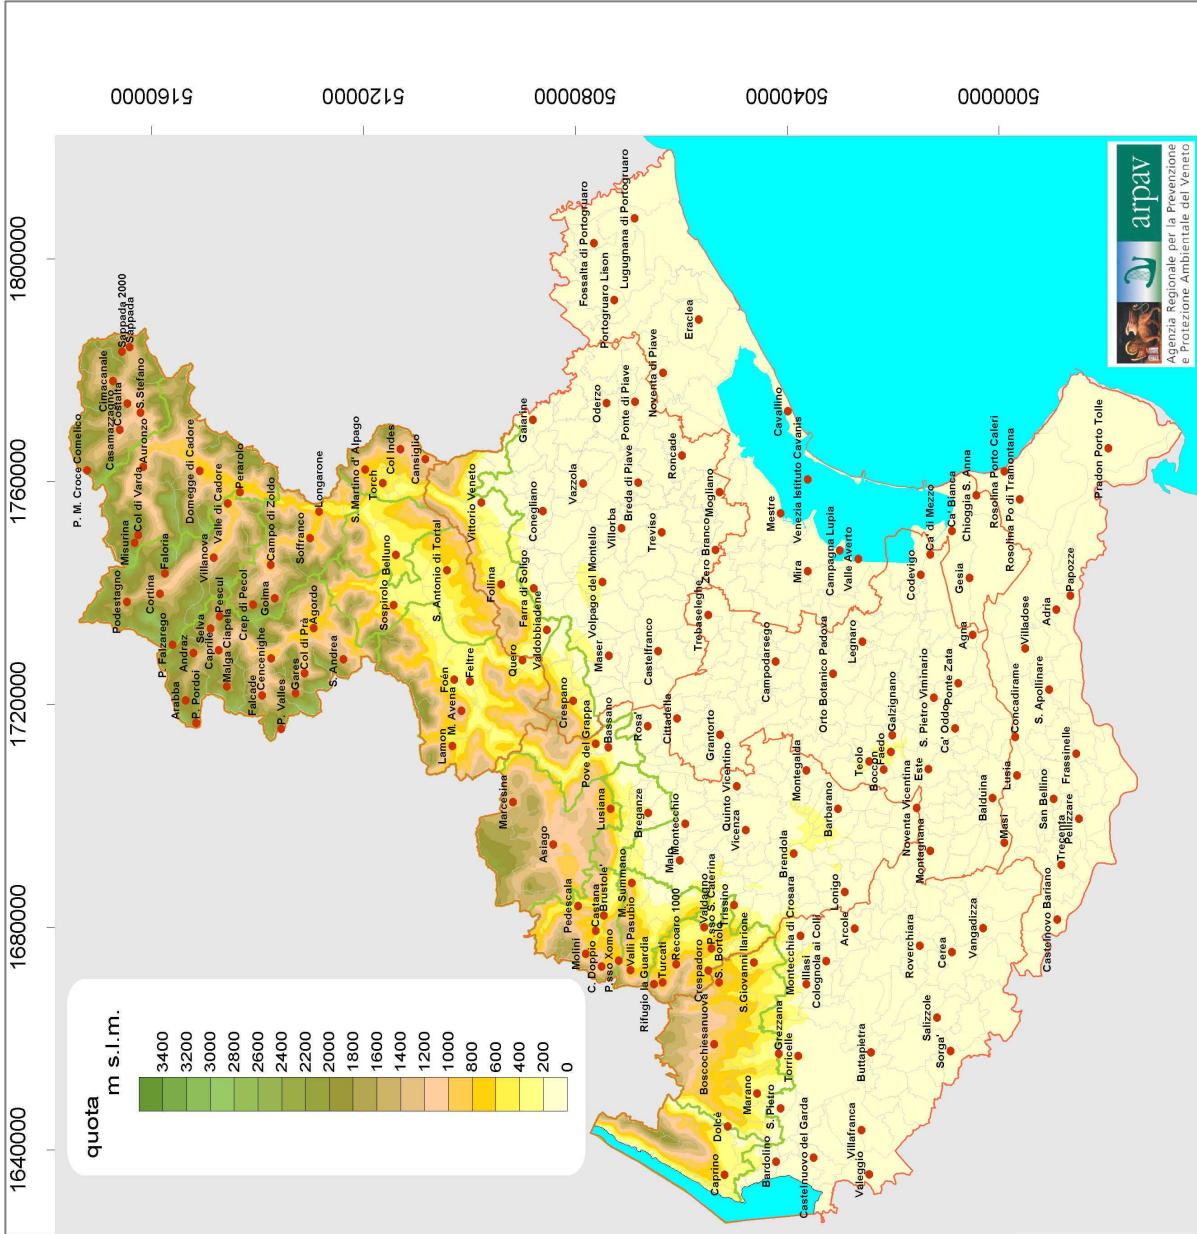 quota
m s.l.m.
3400
3200
3000
2800
2600
2400
2200
2000
1800
1600
1400
1200
1000
800
600
400
200
0
1640000
1680000
1720000
1760000
1800000
5160000
5120000
5080000
5040000
5000000
P. M. Croce Comelico
Cimacanale
Sappada 2000
Sappada
Casamazzagno
Costalta
S.Stefano
Auronzo
Col di Varda
Misurina
Podestagno
Cortina
Faloria
Domegge di Cadore
Villanova
Valle di Cadore
Perarolo
P. Falzarego
Andraz
Selva
Caprile
Pescul
Malga Ciapela
Crep di Pecol
Campo di Zoldo
Goima
Arabba
P. Pordoi
Falcade
Cencenighe
Gares
Col di Prà
P. Valles
Agordo
Soffranco
Longarone
S. Andrea
S. Martino d' Alpago
Torch
Col Indes
Cansiglio
Sospirolo
Belluno
S. Antonio di Tortal
Vittorio Veneto
Foén
Feltre
M. Avena
Lamon
Follina
Farra di Soligo
Quero
Valdobbiadene
Conegliano
Gaiarine
Vazzola
Oderzo
Ponte di Piave
Noventa di Piave
Fossalta di Portogruaro
Portogruaro Lison
Lugugnana di Portogruaro
Eraclea
Volpago del Montello
Villorba
Breda di Piave
Treviso
Roncade
Maser
Castelfranco
Crespano
Pove del Grappa
Bassano
Rosa'
Cittadella
Marcesina
Asiago
Lusiana
Breganze
Montecchio
Malo
Pedescala
Castana
Brustole'
M. Summano
Molini
C. Doppio
P.sso Xomo
Valli Pasubio
Rifugio la Guardia
Turcati
Recoaro 1000
Valdagno
P.sso S. Caterina
Trissino
Crespadoro
S. Bortolo
S.Giovanni Ilarione
Boscochiesanuova
Grezzana
Torricelle
Marano
S. Pietro
Dolcè
Caprino
Bardolino
Castelnuovo del Garda
Villafranca
Valeggio
Buttapietra
Salizzole
Sorga'
Montecchia di Crosara
Illasi
Colognola ai Colli
Arcole
Lonigo
Roverchiara
Cerea
Vangadizza
Brendola
Barbarano
Montegalda
Quinto Vicentino
Vicenza
Grantorto
Trebaseleghe
Zero Branco
Mogliano
Mestre
Venezia Istituto Cavanis
Cavallino
Mira
Campagna Lupia
Valle Averto
Campodarsego
Orto Botanico Padova
Legnaro
Codevigo
Ca' di Mezzo
Ca' Bianca
Chioggia S. Anna
Rosolina Porto Caleri
Rosolina Po di Tramontana
Pradon Porto Tolle
Gesia
Agna
Teolo
Boccon
Faedo
Galzignano
S. Pietro Viminario
Ponte Zata
Ca' Oddo
Este
Noventa Vicentina
Montagnana
Balduina
Masi
Lusia
Concadirame
Villadose
Adria
Papozze
S. Apollinare
Frassinelle
San Bellino
Pellizzare
Trecenta
Castelnovo Bariano
arpav
Agenzia Regionale per la Prevenzione
e Protezione Ambientale del Veneto